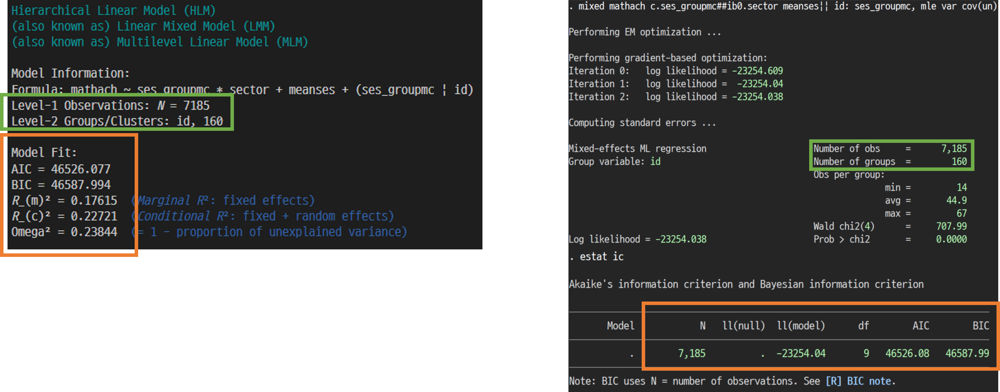 Hierarchical Linear Model (HLM)
(also known as) Linear Mixed Model (LMM)
(also known as) Multilevel Linear Model (MLM)
Model Information:
Formula: mathach ~ ses_groupmc * sector + meanses + (ses_groupmc ¦ id)
Level-1 Observations: N = 7185
Level-2 Groups/Clusters: id, 160
Model Fit:
AIC = 46526.077
BIC = 46587.994
R_(m)² = 0.17615 (Marginal R²: fixed effects)
R_(c)² = 0.22721 (Conditional R²: fixed + random effects)
Omega² = 0.23844 (= 1 - proportion of unexplained variance)
. mixed mathach c.ses_groupmc##ib0.sector meanses¦¦ id: ses_groupmc, mle var cov(un)
Performing EM optimization ...
Performing gradient-based optimization:
Iteration 0: log likelihood = -23254.609
Iteration 1: log likelihood = -23254.04
Iteration 2: log likelihood = -23254.038
Computing standard errors ...
Mixed-effects ML regression Number of obs = 7,185
Group variable: id Number of groups = 160
Obs per group:
min = 14
avg = 44.9
max = 67
Wald chi2(4) = 707.99
Log likelihood = -23254.038 Prob > chi2 = 0.0000
. estat ic
Akaike's information criterion and Bayesian information criterion
Model N ll(null) ll(model) df AIC BIC
. 7,185 . -23254.04 9 46526.08 46587.99
Note: BIC uses N = number of observations. See [R] BIC note.